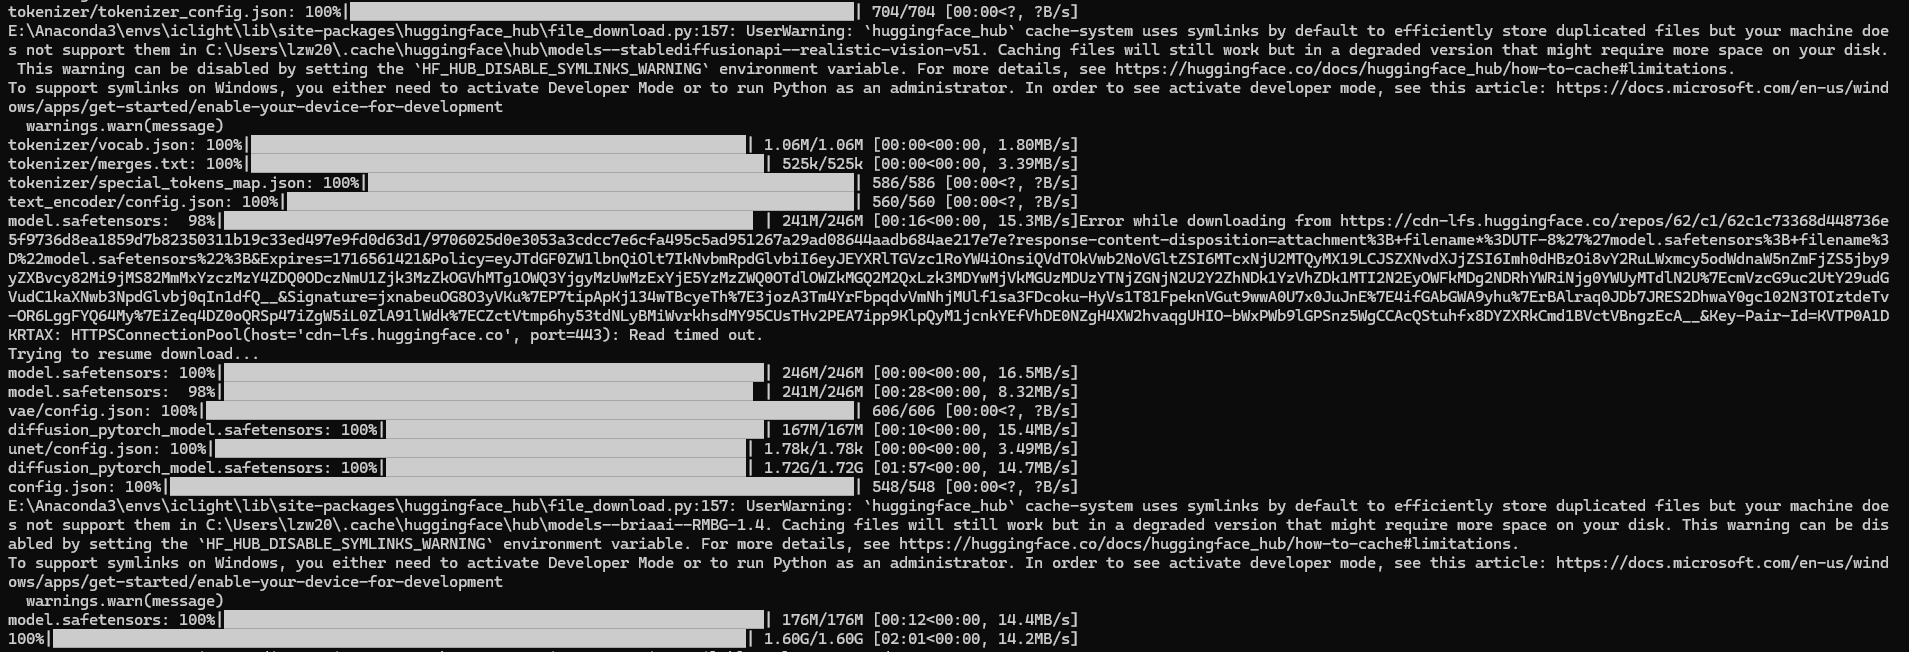 tokenizer/tokenizer_config.json: 100%| | 704/704 [00:00<?, ?B/s]
E:\Anaconda3\envs\iclight\lib\site-packages\huggingface_hub\file_download.py:157: UserWarning: `huggingface_hub` cache-system uses symlinks by default to efficiently store duplicated files but your machine doe
s not support them in C:\Users\lzw20\.cache\huggingface\hub\models--stablediffusionapi--realistic-vision-v51. Caching files will still work but in a degraded version that might require more space on your disk.
This warning can be disabled by setting the `HF_HUB_DISABLE_SYMLINKS_WARNING` environment variable. For more details, see https://huggingface.co/docs/huggingface_hub/how-to-cache#limitations.
To support symlinks on Windows, you either need to activate Developer Mode or to run Python as an administrator. In order to see activate developer mode, see this article: https://docs.microsoft.com/en-us/wind
ows/apps/get-started/enable-your-device-for-development
warnings.warn(message)
tokenizer/vocab.json: 100%| | 1.06M/1.06M [00:00<00:00, 1.80MB/s]
tokenizer/merges.txt: 100%| | 525k/525k [00:00<00:00, 3.39MB/s]
tokenizer/special_tokens_map.json: 100%| | 586/586 [00:00<?, ?B/s]
text_encoder/config.json: 100%| | 560/560 [00:00<?, ?B/s]
model.safetensors:  98%| | 241M/246M [00:16<00:00, 15.3MB/s]Error while downloading from https://cdn-lfs.huggingface.co/repos/62/c1/62c1c73368d448736e
5f9736d8ea1859d7b82350311b19c33ed497e9fd0d63d1/9706025d0e3053a3cdcc7e6cfa495c5ad951267a29ad08644aadb684ae217e7e?response-content-disposition=attachment%3B+filename*%3DUTF-8%27%27model.safetensors%3B+filename%3
D%22model.safetensors%22%3B&Expires=1716561421&Policy=eyJTdGF0ZW1lbnQiOlt7IkNvbmRpdGlvbiI6eyJEYXRlTGVzc1RoYW4iOnsiQVdTOkVwb2NoVGltZSI6MTcxNjU2MTQyMX19LCJSZXNvdXJjZSI6Imh0dHBzOi8vY2RuLWxmcy5odWdnaW5nZmFjZS5jby9
yZXBvcy82Mi9jMS82MmMxYzczMzY4ZDQ0ODczNmU1Zjk3MzZkOGVhMTg1OWQ3YjgyMzUwMzExYjE5YzMzZWQ0OTdlOWZkMGQ2M2QxLzk3MDYwMjVkMGUzMDUzYTNjZGNjN2U2Y2ZhNDk1YzVhZDk1MTI2N2EyOWFkMDg2NDRhYWRiNjg0YWUyMTdlN2U%7EcmVzcG9uc2UtY29udG
VudC1kaXNwb3NpdGlvbj0qIn1dfQ__&Signature=jxnabeuOG8O3yVKu%7EP7tipApKj134wTBcyeTh%7E3jozA3Tm4YrFbpqdvVmNhjMUlf1sa3FDcoku-HyVs1T81FpeknVGut9wwA0U7x0JuJnE%7E4ifGAbGWA9yhu%7ErBAlraq0JDb7JRES2DhwaY0gc102N3TOIztdeTv
-OR6LggFYQ64My%7EiZeq4DZ0oQRSp47iZgW5iL0ZlA91lWdk%7ECZctVtmp6hy53tdNLyBMiWvrkhsdMY95CUsTHv2PEA7ipp9KlpQyM1jcnkYEfVhDE0NZgH4XW2hvaqgUHIO-bWxPWb9lGPSnz5WgCCAcQStuhfx8DYZXRkCmd1BVctVBngzEcA__&Key-Pair-Id=KVTP0A1D
KRTAX: HTTPSConnectionPool(host='cdn-lfs.huggingface.co', port=443): Read timed out.
Trying to resume download...
model.safetensors: 100%| | 246M/246M [00:00<00:00, 16.5MB/s]
model.safetensors:  98%| | 241M/246M [00:28<00:00, 8.32MB/s]
vae/config.json: 100%| | 606/606 [00:00<?, ?B/s]
diffusion_pytorch_model.safetensors: 100%| | 167M/167M [00:10<00:00, 15.4MB/s]
unet/config.json: 100%| | 1.78k/1.78k [00:00<00:00, 3.49MB/s]
diffusion_pytorch_model.safetensors: 100%| | 1.72G/1.72G [01:57<00:00, 14.7MB/s]
config.json: 100%| | 548/548 [00:00<?, ?B/s]
E:\Anaconda3\envs\iclight\lib\site-packages\huggingface_hub\file_download.py:157: UserWarning: `huggingface_hub` cache-system uses symlinks by default to efficiently store duplicated files but your machine doe
s not support them in C:\Users\lzw20\.cache\huggingface\hub\models--briaai--RMBG-1.4. Caching files will still work but in a degraded version that might require more space on your disk. This warning can be dis
abled by setting the `HF_HUB_DISABLE_SYMLINKS_WARNING` environment variable. For more details, see https://huggingface.co/docs/huggingface_hub/how-to-cache#limitations.
To support symlinks on Windows, you either need to activate Developer Mode or to run Python as an administrator. In order to see activate developer mode, see this article: https://docs.microsoft.com/en-us/wind
ows/apps/get-started/enable-your-device-for-development
warnings.warn(message)
model.safetensors: 100%| | 176M/176M [00:12<00:00, 14.4MB/s]
100%| | 1.60G/1.60G [02:01<00:00, 14.2MB/s]